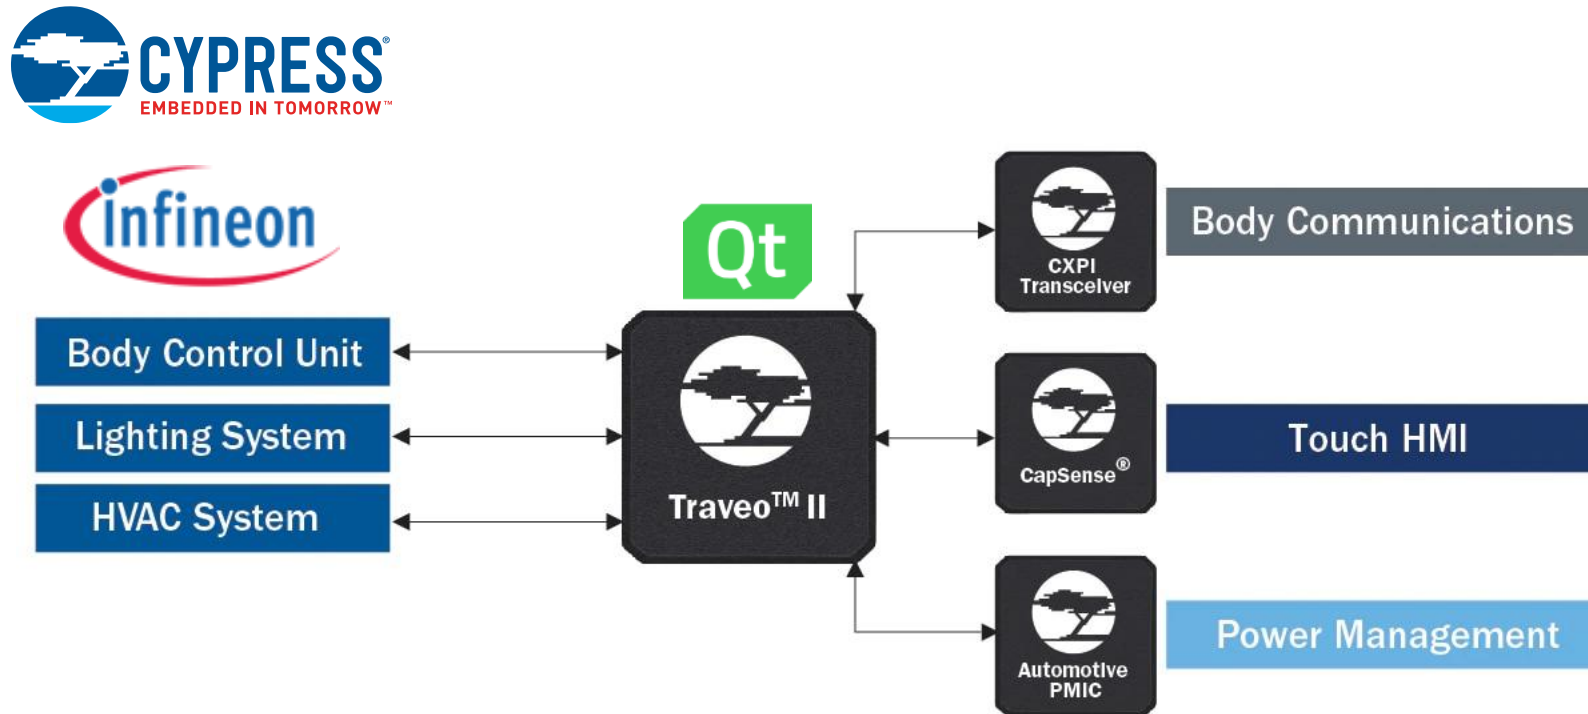 CYPRESS®
EMBEDDED IN TOMORROW™
infineon
Qt
Body Control Unit
Lighting System
HVAC System
Traveo™ II
CXPI
Transceiver
Body Communications
CapSense®
Touch HMI
Automotive
PMIC
Power Management